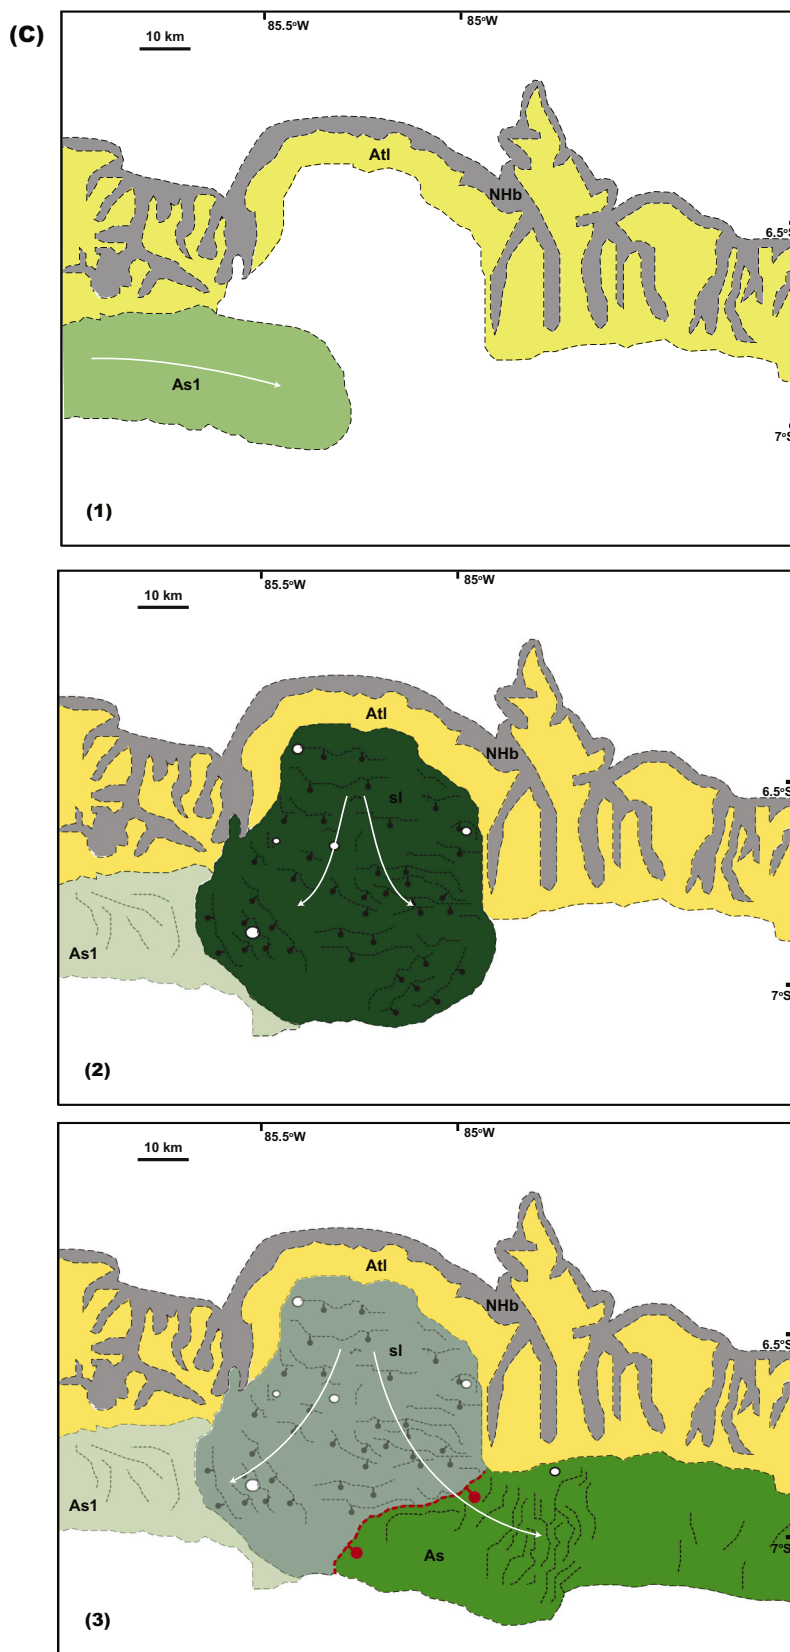 (C)
85.5°W
85°W
10 km
Atl
NHb
6.5°S
As1
7°S
(1)
85.5°W
85°W
10 km
Atl
NHb
6.5°S
sl
As1
7°S
(2)
85.5°W
85°W
10 km
Atl
NHb
6.5°S
sl
As1
7°S
As
(3)